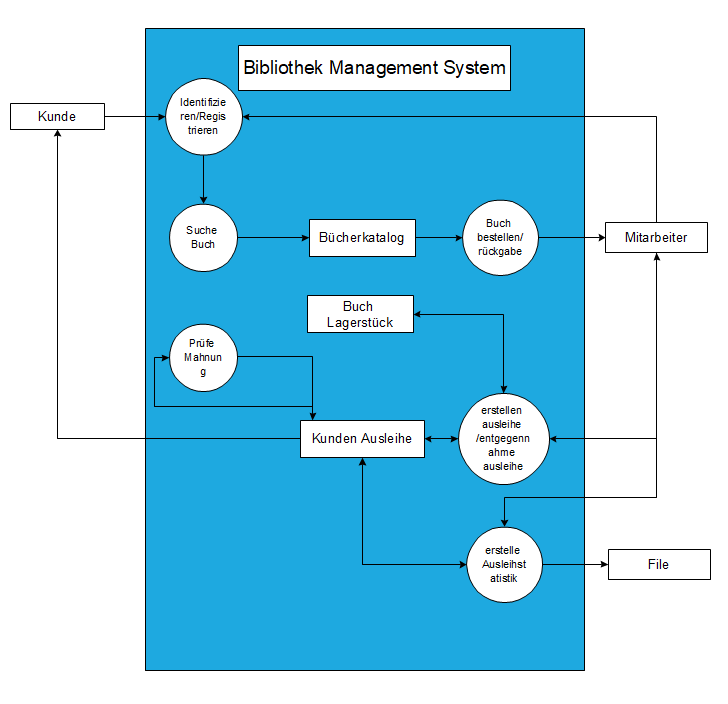 Bibliothek Management System
Identifizie
ren/Regis
trieren
Kunde
Suche
Buch
Bücherkatalog
Buch
bestellen/
rückgabe
Mitarbeiter
Buch
Lagerstück
Prüfe
Mahnun
g
Kunden Ausleihe
erstellen
ausleihe
/entgegenn
ahme
ausleihe
erstelle
Ausleihst
atistik
File